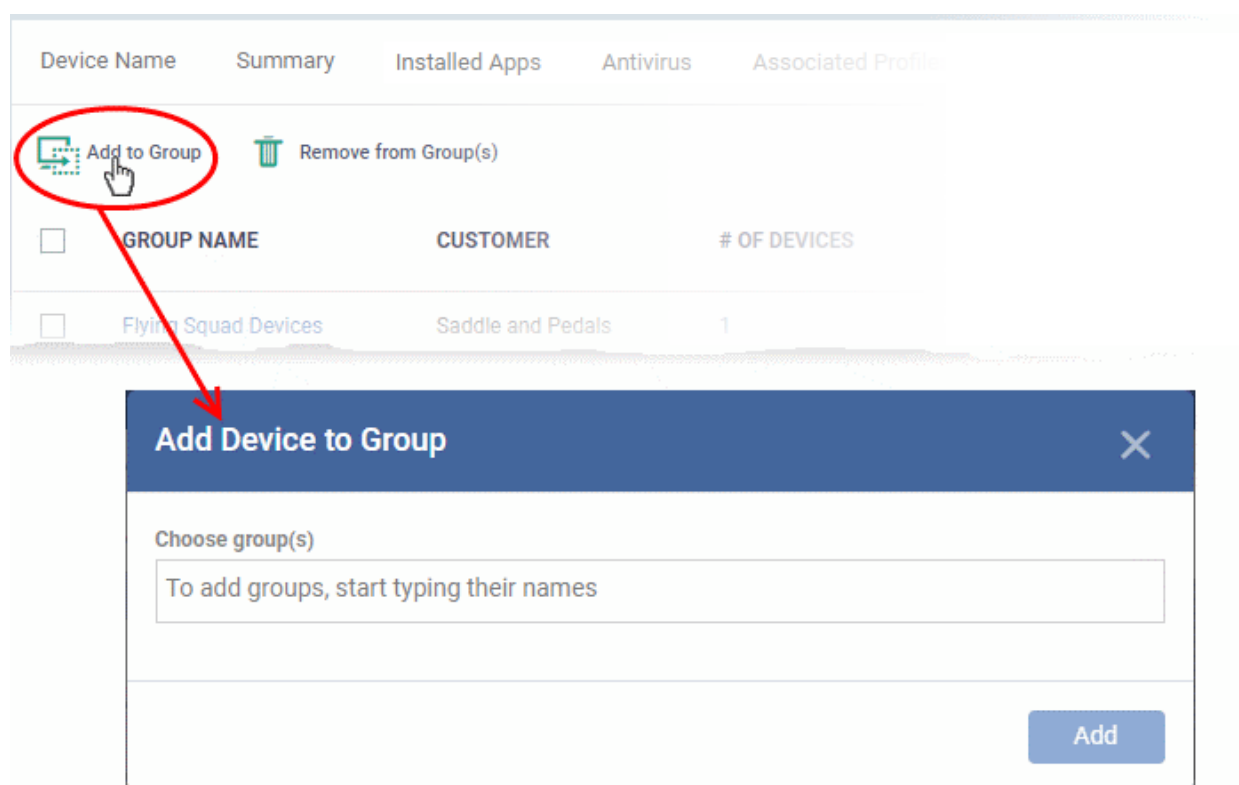 Device Name Summary Installed Apps Antivirus Associated Profiles
Add to Group Remove from Group(s)
GROUP NAME CUSTOMER # OF DEVICES
Flying Squad Devices Saddle and Pedals 1
Add Device to Group
Choose group(s)
To add groups, start typing their names
Add